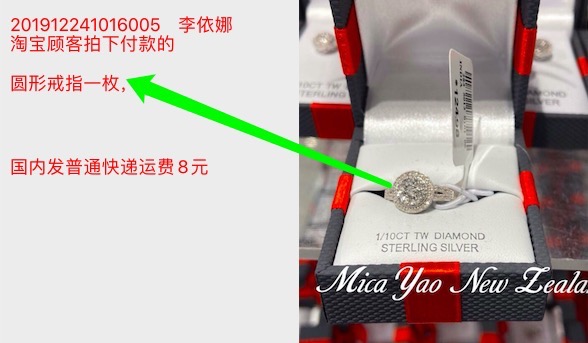 201912241016005 李依娜
淘宝顾客拍下付款的
圆形戒指一枚,
国内发普通快递运费8元
1/10CT TW DIAMOND
STERLING SILVER
Mica Yao New Zeala
10CT TW
STERLING
SILVER